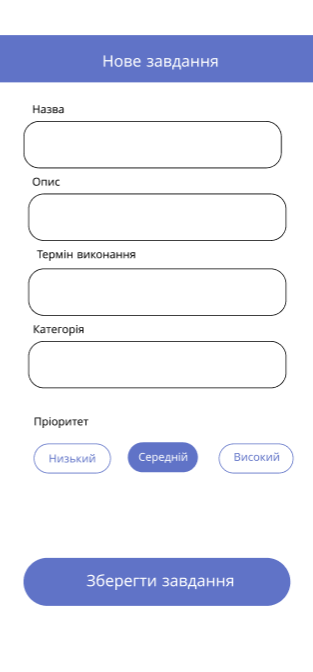 Нове завдання
Назва
Опис
Термін виконання
Категорія
Пріоритет
Низький Середній Високий
Зберегти завдання